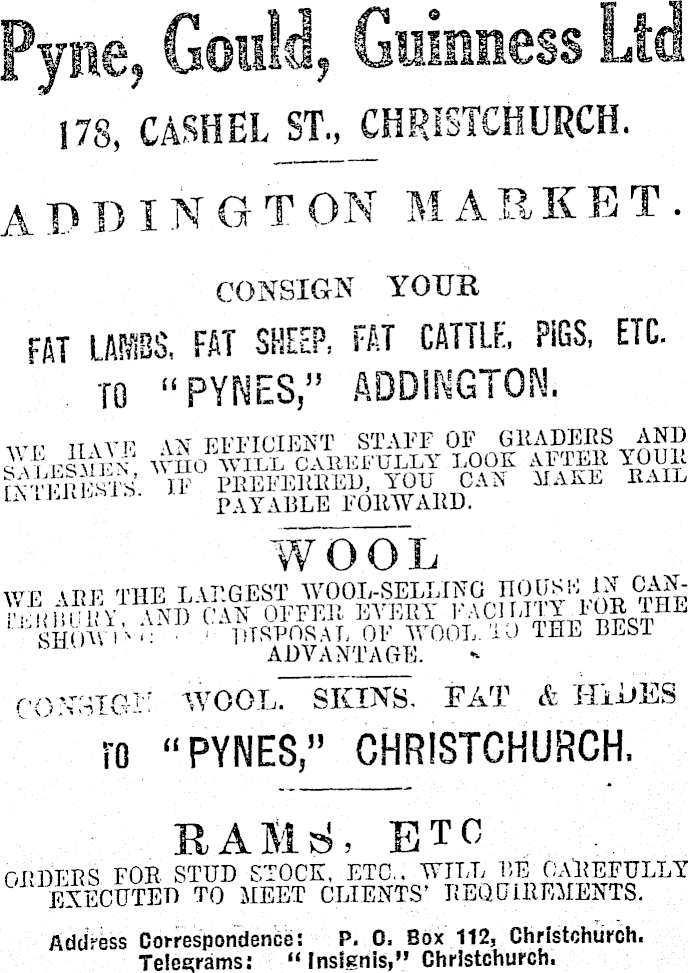 Pyne, Gould, Guinness Ltd
178, CASHEL ST., CHRISTCHURCH.
ADDINGTON MARKET.
CONSIGN YOUR
FAT LAMBS, FAT SHEEP, FAT CATTLE, PIGS, ETC.
TO "PYNES," ADDINGTON.
WE HAVE AN EFFICIENT STAFF OF GRADERS AND
SALESMEN, WHO WILL CAREFULLY LOOK AFTER YOUR
INTERESTS. IF PREFERRED, YOU CAN MAKE RAIL
PAYABLE FORWARD.
WOOL
WE ARE THE LARGEST WOOL-SELLING HOUSE IN CAN-
TERBURY, AND CAN OFFER EVERY FACILITY FOR THE
SHOWING DISPOSAL OF WOOL TO THE BEST
ADVANTAGE.
CONSIGN WOOL. SKINS. FAT & HIDES
TO "PYNES," CHRISTCHURCH.
RAMS, ETC
ORDERS FOR STUD STOCK, ETC., WILL BE CAREFULLY
EXECUTED TO MEET CLIENTS' REQUIREMENTS.
Address Correspondence: P. O. Box 112, Christchurch.
Telegrams: "Insignis," Christchurch.